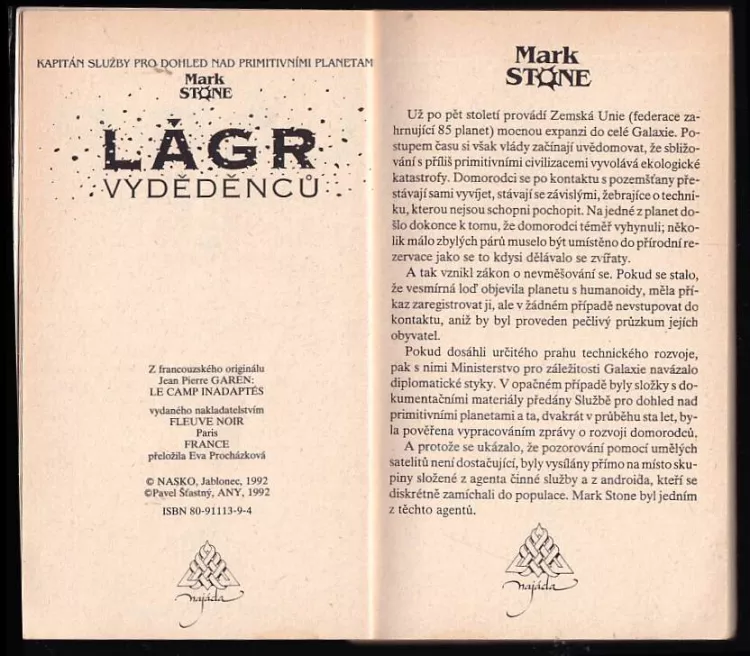 KAPITÁN SLUŽBY PRO DOHLED NAD PRIMITIVNÍMI PLANETAMI
Mark
STONE
LÁGR
VYDĚDĚNCŮ
Z francouzského originálu
Jean Pierre GAREN:
LE CAMP INADAPTÉS
vydaného nakladatelstvím
FLEUVE NOIR
Paris
FRANCE
přeložila Eva Procházková
© NASKO, Jablonec, 1992
©Pavel Šťastný, ANY, 1992
ISBN 80-91113-9-4
najáda
Mark
STONE
Už po pět století provádí Zemská Unie (federace za-
hrnující 85 planet) mocnou expanzi do celé Galaxie. Po-
stupem času si však vlády začínají uvědomovat, že sbližo-
vání s příliš primitivními civilizacemi vyvolává ekologické
katastrofy. Domorodci se po kontaktu s pozemšťany pře-
stávají sami vyvíjet, stávají se závislými, žebrajíce o techni-
ku, kterou nejsou schopni pochopit. Na jedné z planet do-
šlo dokonce k tomu, že domorodci téměř vyhynuli; něko-
lik málo zbylých párů muselo být umístěno do přírodní re-
zervace jako se to kdysi dělávalo se zvířaty.
A tak vznikl zákon o nevměšování se. Pokud se stalo,
že vesmírná loď objevila planetu s humanoidy, měla pří-
kaz zaregistrovat ji, ale v žádném případě nevstupovat do
kontaktu, aniž by byl proveden pečlivý průzkum jejích
obyvatel.
Pokud dosáhli určitého prahu technického rozvoje,
pak s nimi Ministerstvo pro záležitosti Galaxie navázalo
diplomatické styky. V opačném případě byly složky s do-
kumentačními materiály předány Službě pro dohled nad
primitivními planetami a ta, dvakrát v průběhu sta let, by-
la pověřena vypracováním zprávy o rozvoji domorodců.
A protože se ukázalo, že pozorování pomocí umělých
satelitů není dostačující, byly vysílány přímo na místo sku-
piny složené z agenta činné služby a z androida, kteří se
diskrétně zamíchali do populace. Mark Stone byl jedním
z těchto agentů.
najáda